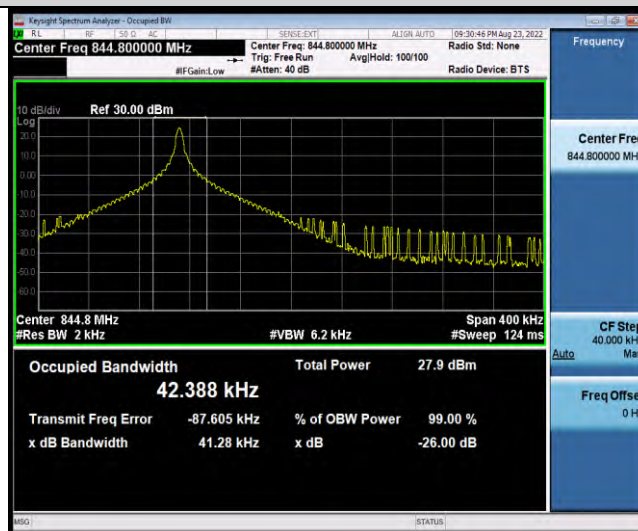 Keysight Spectrum Analyzer - Occupied BW
RL RF 50 Ω AC SENSE:EXT ALIGN AUTO 09:30:46 PM Aug 23, 2022
Center Freq 844.800000 MHz
Center Freq: 844.800000 MHz Radio Std: None
Trig: Free Run Avg|Hold: 100/100
#IFGain:Low #Atten: 40 dB Radio Device: BTS
Frequency
10 dB/div Ref 30.00 dBm
Log
20.0
10.0
0.00
-10.0
-20.0
-30.0
-40.0
-50.0
-60.0
Center Fre
844.800000 MH
Center 844.8 MHz Span 400 kHz
#Res BW 2 kHz #VBW 6.2 kHz #Sweep 124 ms
CF Step
40.000 kH
Auto Ma
Occupied Bandwidth Total Power 27.9 dBm
42.388 kHz
Transmit Freq Error -87.605 kHz % of OBW Power 99.00 %
x dB Bandwidth 41.28 kHz x dB -26.00 dB
Freq Offse
0 H
MSG STATUS